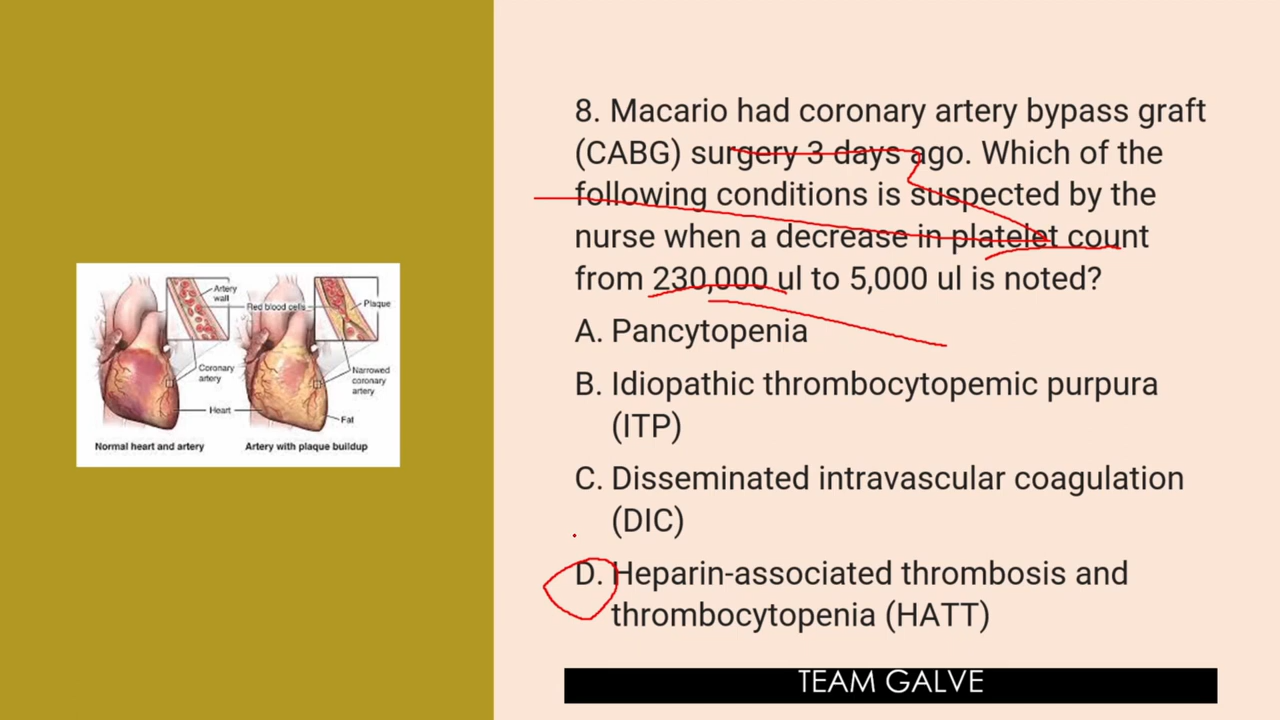 Artery
wall
Red blood cells
Plaque
Coronary
artery
Narrowed
coronary
artery
Heart
Fat
Normal heart and artery
Artery with plaque buildup
8. Macario had coronary artery bypass graft
(CABG) surgery 3 days ago. Which of the
following conditions is suspected by the
nurse when a decrease in platelet count
from 230,000 ul to 5,000 ul is noted?
A. Pancytopenia
B. Idiopathic thrombocytopemic purpura
(ITP)
C. Disseminated intravascular coagulation
(DIC)
D. Heparin-associated thrombosis and
thrombocytopenia (HATT)
TEAM GALVE